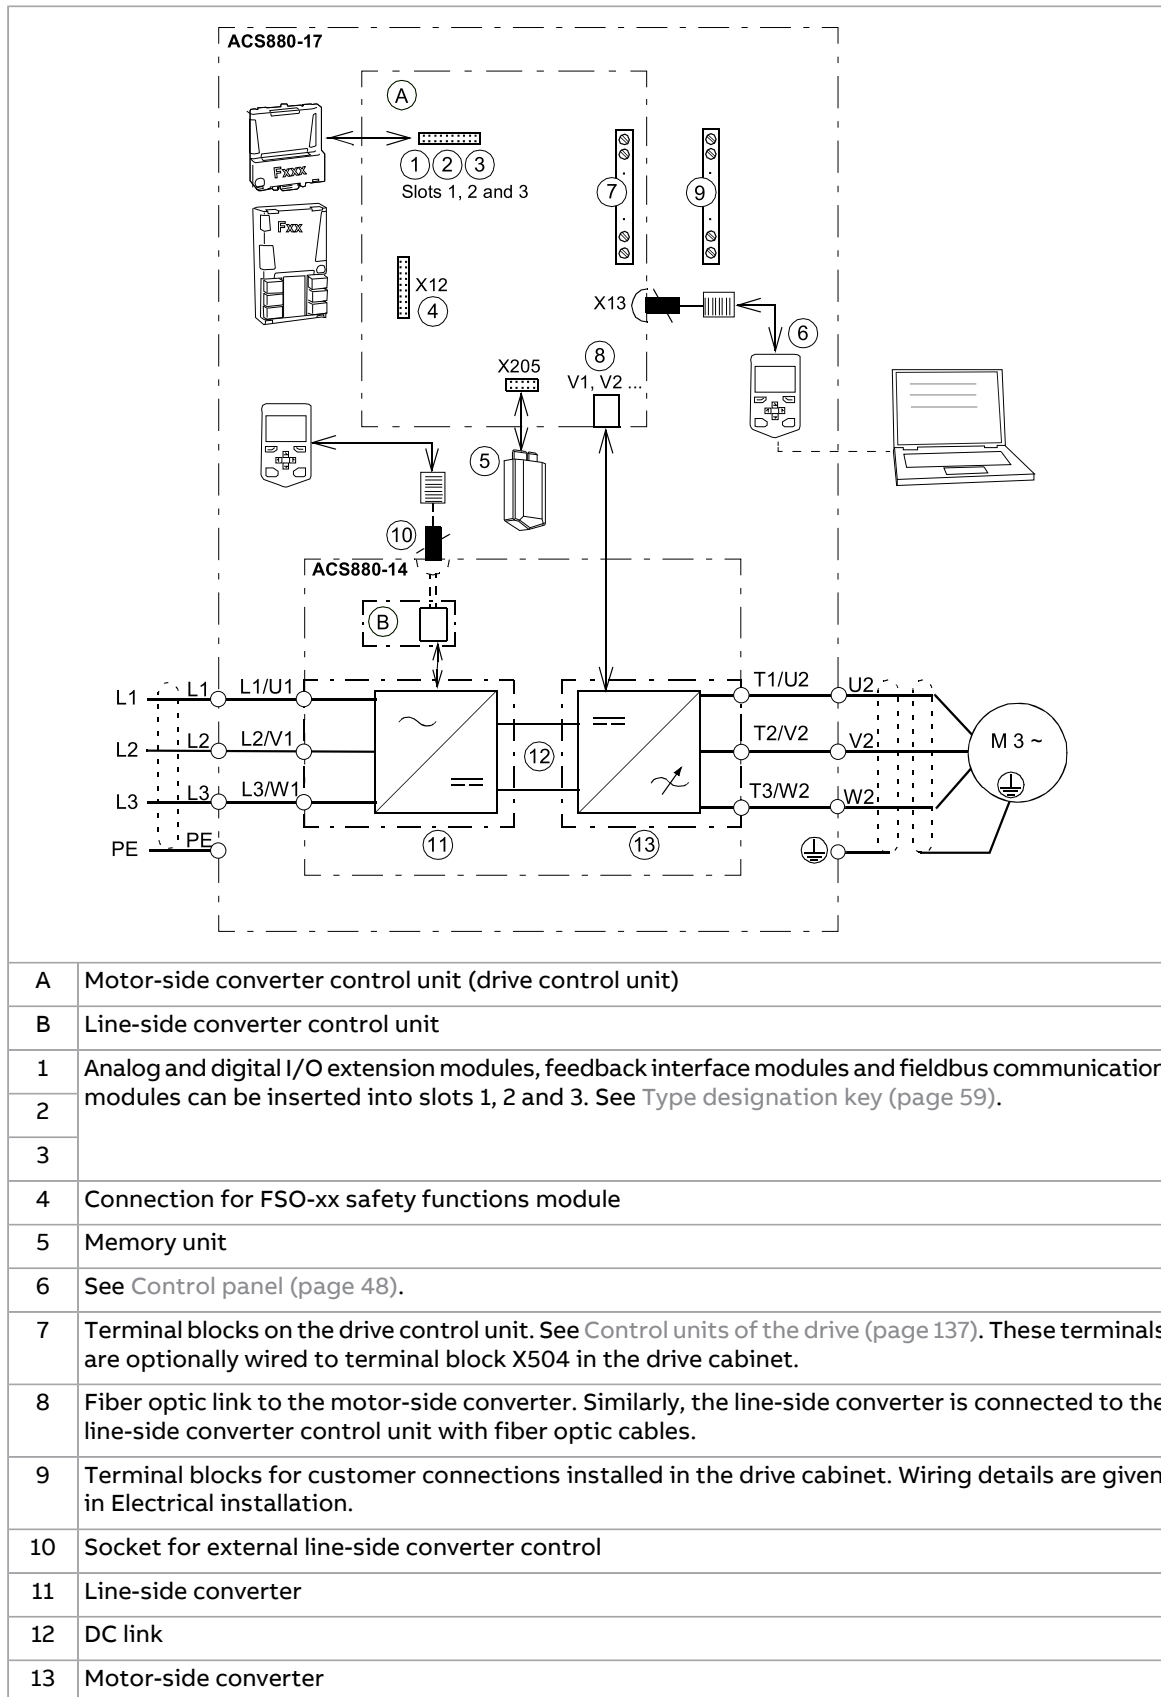 ACS880-17
A
Fxxx
1 2 3
Slots 1, 2 and 3
7
9
Fxx
X12
4
X13
6
8
X205
V1, V2 ...
5
10
ACS880-14
B
L1 L1 L1/U1 T1/U2 U2
L2 L2 L2/V1 12 T2/V2 V2 M 3 ~
L3 L3 L3/W1 T3/W2 W2
PE PE 11 13
A Motor-side converter control unit (drive control unit)
B Line-side converter control unit
1 Analog and digital I/O extension modules, feedback interface modules and fieldbus communication
2 modules can be inserted into slots 1, 2 and 3. See Type designation key (page 59).
3
4 Connection for FSO-xx safety functions module
5 Memory unit
6 See Control panel (page 48).
7 Terminal blocks on the drive control unit. See Control units of the drive (page 137). These terminals
are optionally wired to terminal block X504 in the drive cabinet.
8 Fiber optic link to the motor-side converter. Similarly, the line-side converter is connected to the
line-side converter control unit with fiber optic cables.
9 Terminal blocks for customer connections installed in the drive cabinet. Wiring details are given
in Electrical installation.
10 Socket for external line-side converter control
11 Line-side converter
12 DC link
13 Motor-side converter